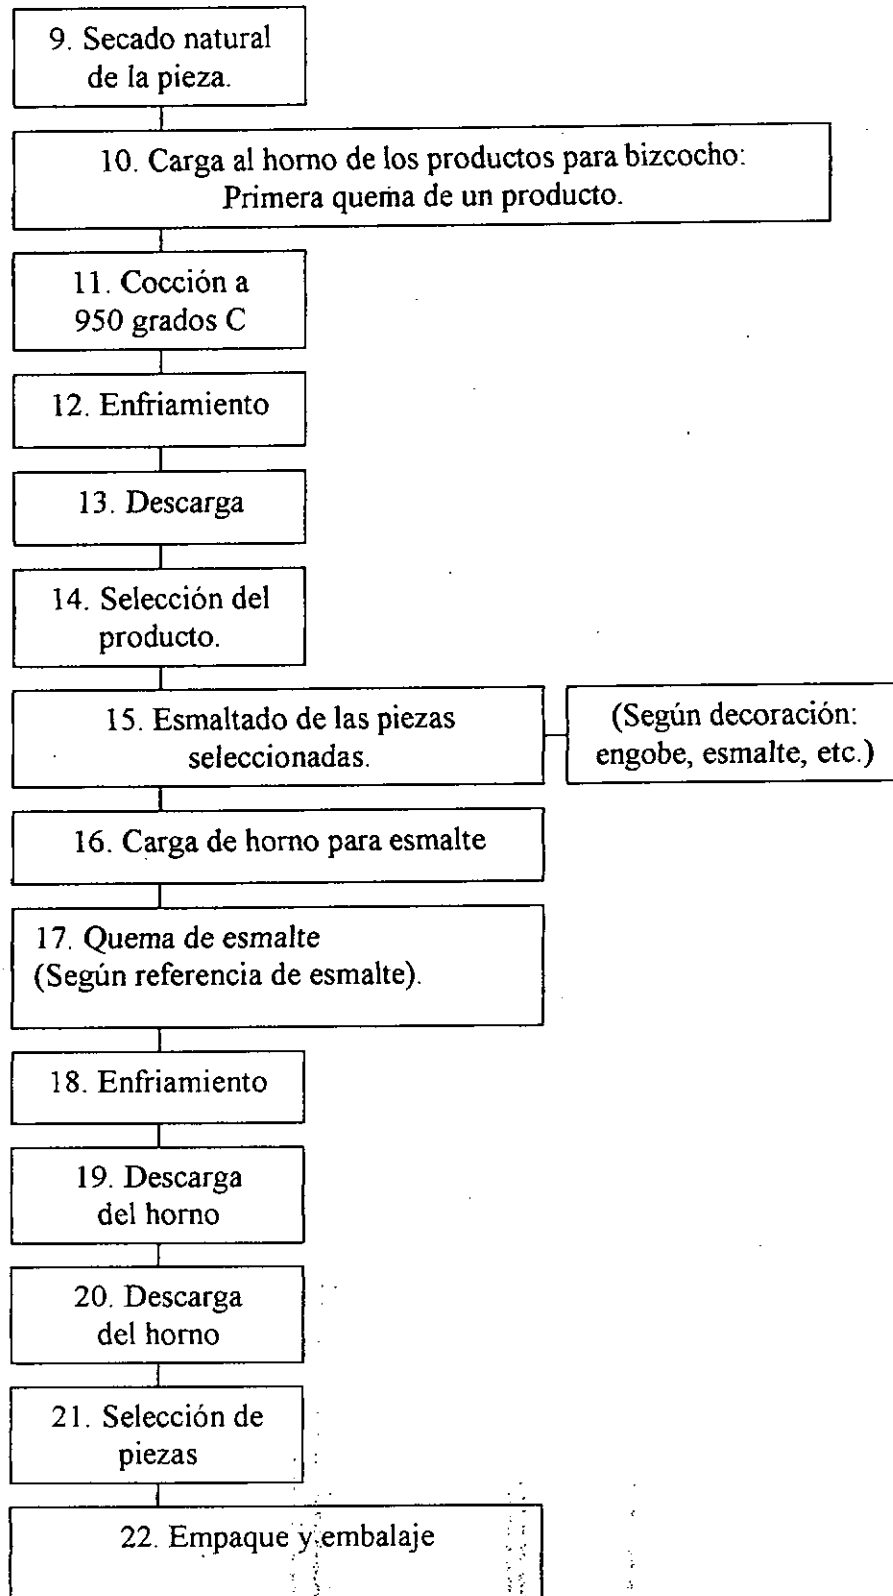 9. Secado natural
de la pieza.
10. Carga al horno de los productos para bizcocho:
Primera quema de un producto.
11. Cocción a
950 grados C
12. Enfriamiento
13. Descarga
14. Selección del
producto.
15. Esmaltado de las piezas
seleccionadas.
(Según decoración:
engobe, esmalte, etc.)
16. Carga de horno para esmalte
17. Quema de esmalte
(Según referencia de esmalte).
18. Enfriamiento
19. Descarga
del horno
20. Descarga
del horno
21. Selección de
piezas
22. Empaque y embalaje